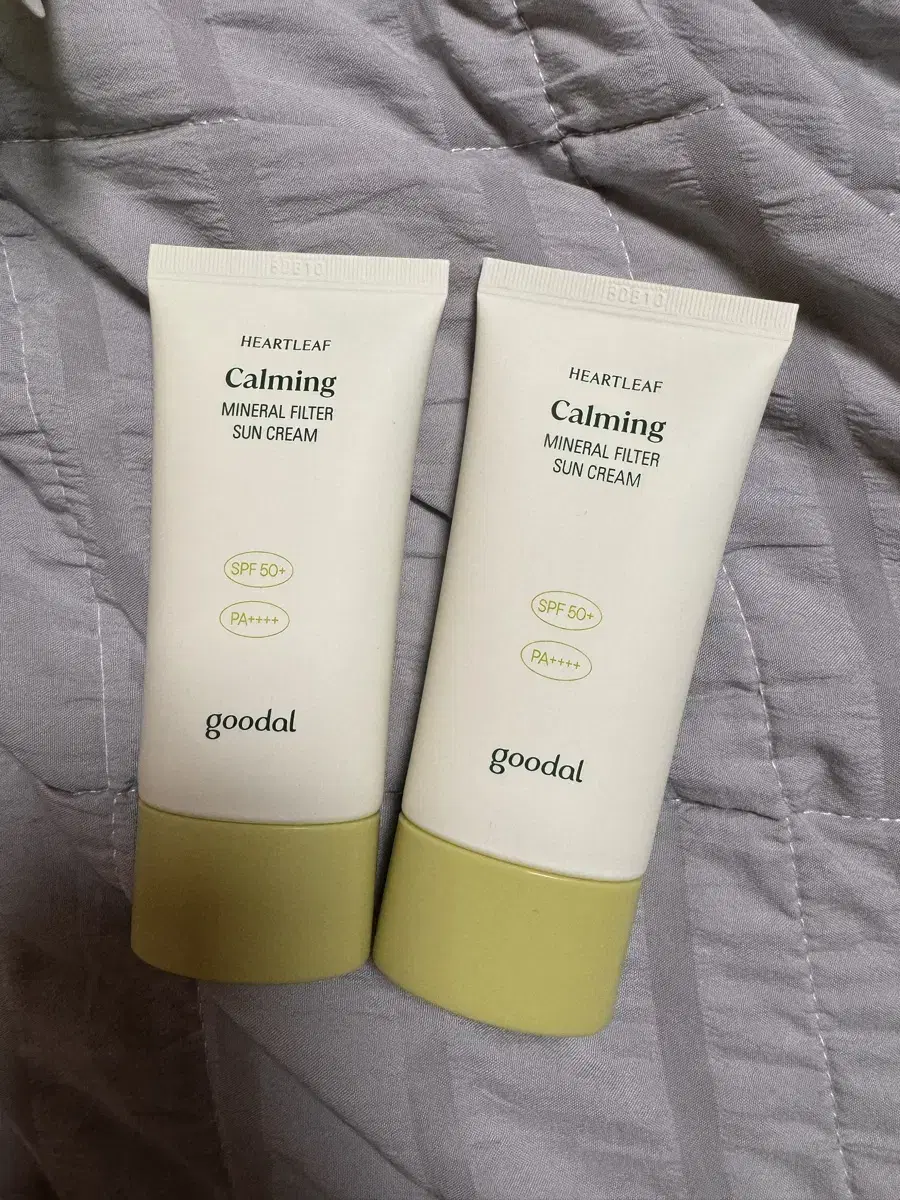 HEARTLEAF
Calming
MINERAL FILTER
SUN CREAM
SPF 50+
PA++++
goodal
HEARTLEAF
Calming
MINERAL FILTER
SUN CREAM
SPF 50+
PA++++
goodal